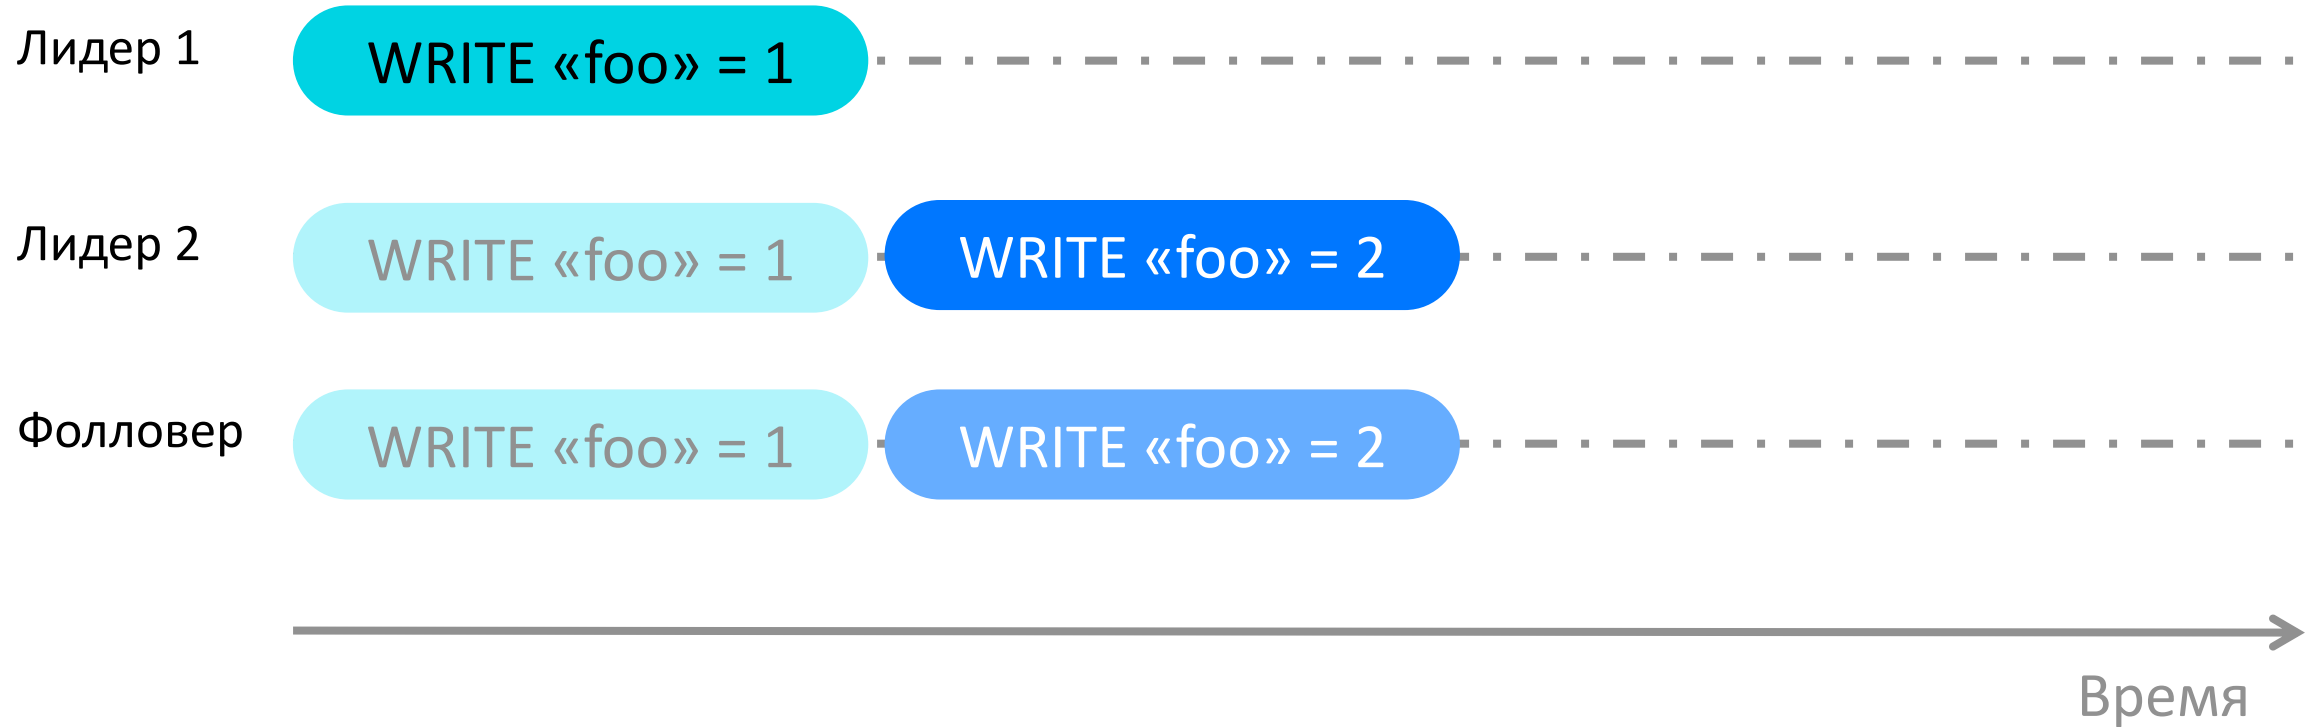 Лидер 1 WRITE «foo» = 1
Лидер 2 WRITE «foo» = 1 WRITE «foo» = 2
Фолловер WRITE «foo» = 1 WRITE «foo» = 2
Время